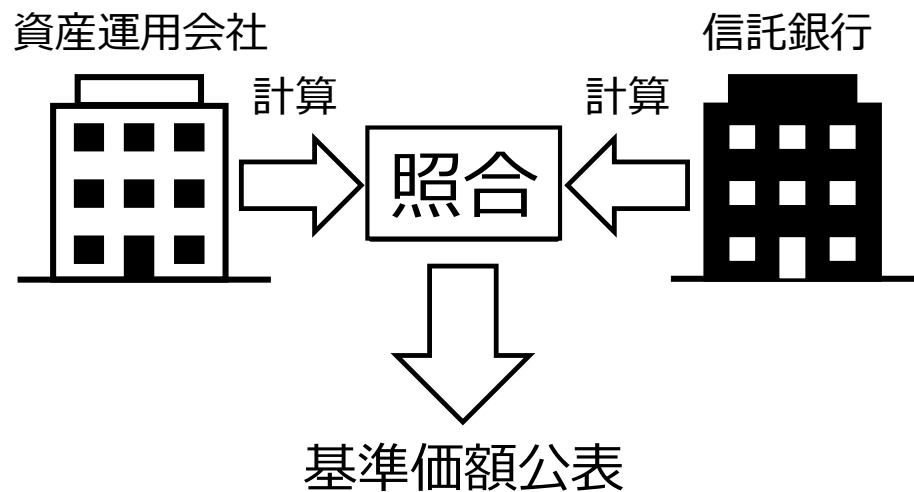 資産運用会社
信託銀行
計算
計算
照合
基準価額公表